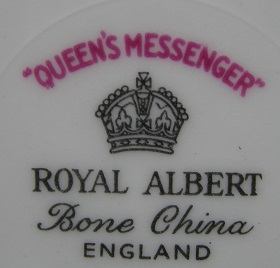 "QUEEN'S MESSENGER"
ROYAL ALBERT
Bone China
ENGLAND